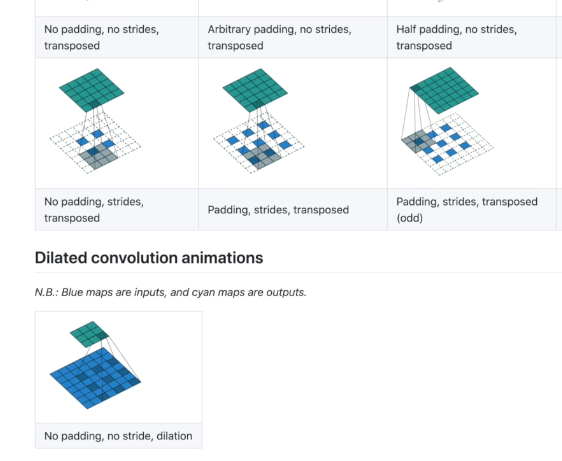 No padding, no strides,
transposed
Arbitrary padding, no strides,
transposed
Half padding, no strides,
transposed
No padding, strides,
transposed
Padding, strides, transposed
Padding, strides, transposed
(odd)
Dilated convolution animations
N.B.: Blue maps are inputs, and cyan maps are outputs.
No padding, no stride, dilation